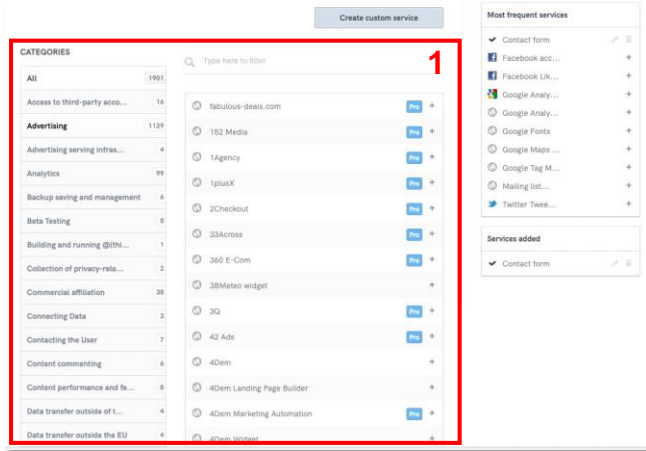 Create custom service
CATEGORIES
All 1901
Access to third-party acco... 16
Advertising 1129
Advertising serving infras... 4
Analytics 99
Backup saving and management 6
Beta Testing 5
Building and running @(thi... 1
Collection of privacy-rela... 2
Commercial affiliation 38
Connecting Data 3
Contacting the User 7
Content commenting 6
Content performance and fe... 8
Data transfer outside of t... 4
Data transfer outside the EU 4
Type here to filter
1
fabulous-deals.com Pro +
152 Media Pro +
1Agency Pro +
1plusX Pro +
2Checkout Pro +
33Across Pro +
360 E-Com Pro +
3BMeteo widget +
3Q Pro +
42 Ads Pro +
4Dem +
4Dem Landing Page Builder +
4Dem Marketing Automation Pro +
4Dem Widget
Most frequent services
Contact form
Facebook acc... +
Facebook Lik... +
Google Analy... +
Google Analy... +
Google Fonts +
Google Maps ... +
Google Tag M... +
Mailing list... +
Twitter Twee... +
Services added
Contact form